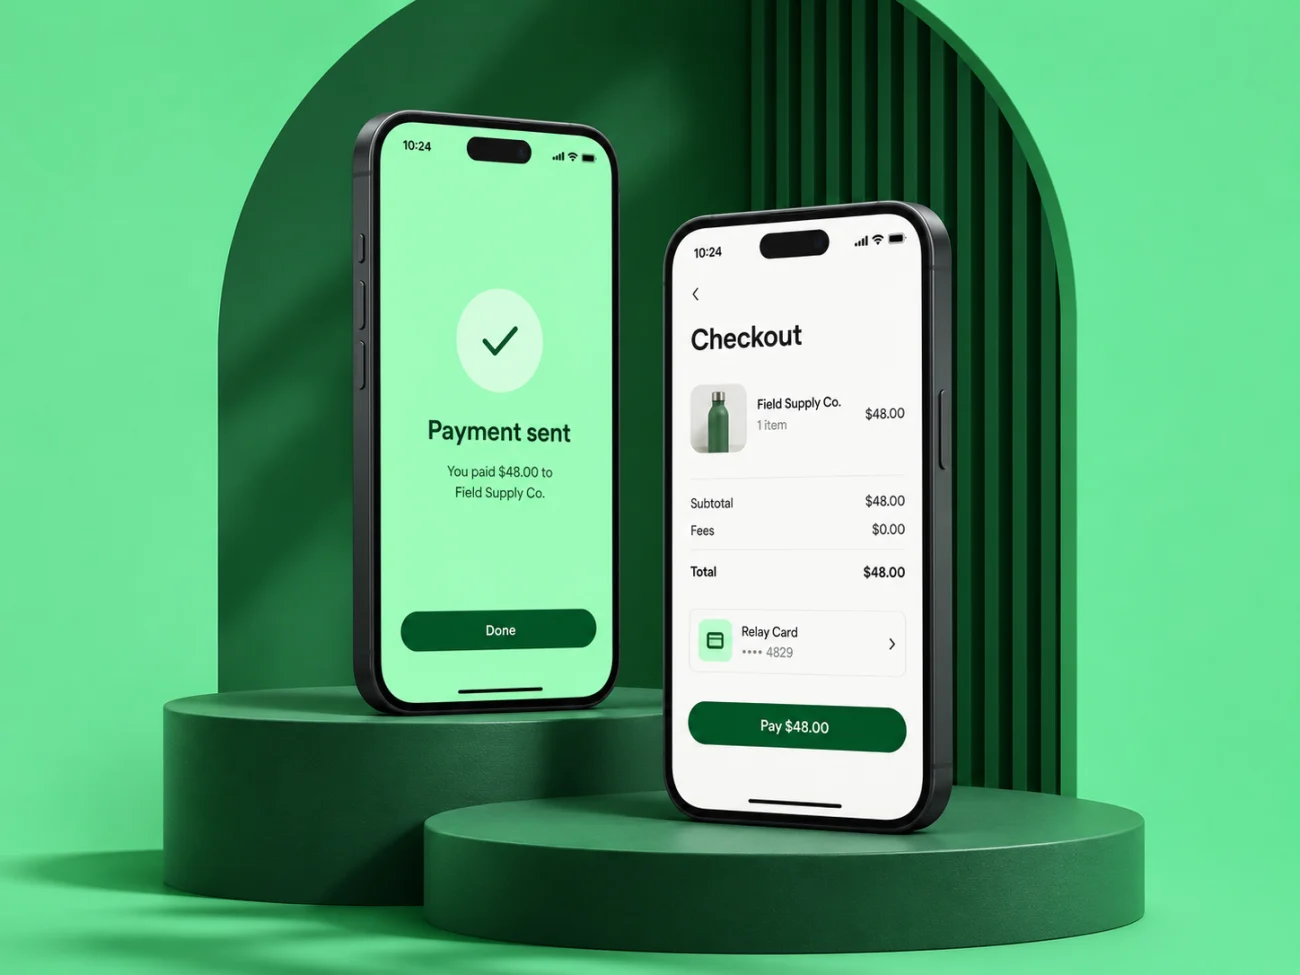 10:24
Payment sent
You paid $48.00 to
Field Supply Co.
Done
10:24
Checkout
Field Supply Co.
$48.00
1 item
Subtotal
$48.00
Fees
$0.00
Total
$48.00
Relay Card
•••• 4829
Pay $48.00